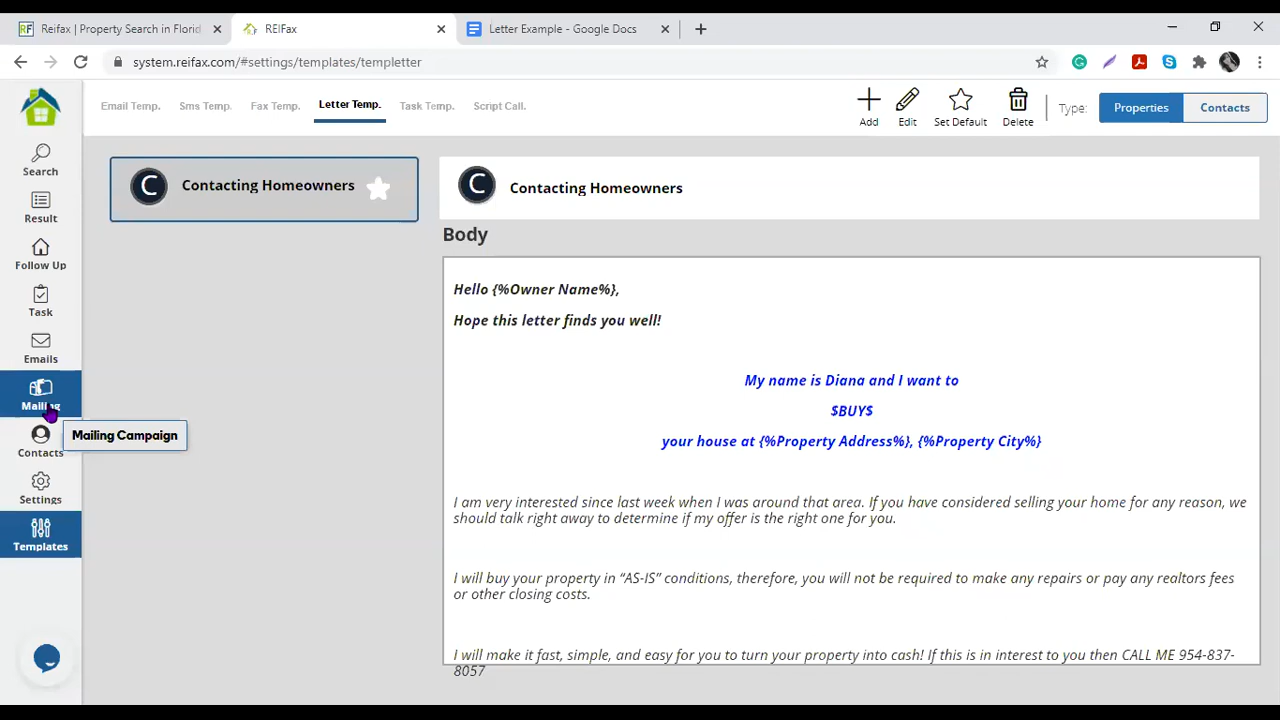 Reifax | Property Search in Florid
REIFax
Letter Example - Google Docs
system.reifax.com/#settings/templates/templetter
Email Temp.
Sms Temp.
Fax Temp.
Letter Temp.
Task Temp.
Script Call.
Add
Edit
Set Default
Delete
Type:
Properties
Contacts
Search
Result
Follow Up
Task
Emails
Mailing
Mailing Campaign
Contacts
Settings
Templates
C
Contacting Homeowners
C
Contacting Homeowners
Body
Hello {%Owner Name%},
Hope this letter finds you well!
My name is Diana and I want to
$BUY$
your house at {%Property Address%}, {%Property City%}
I am very interested since last week when I was around that area. If you have considered selling your home for any reason, we
should talk right away to determine if my offer is the right one for you.
I will buy your property in “AS-IS” conditions, therefore, you will not be required to make any repairs or pay any realtors fees
or other closing costs.
I will make it fast, simple, and easy for you to turn your property into cash! If this is in interest to you then CALL ME 954-837-
8057